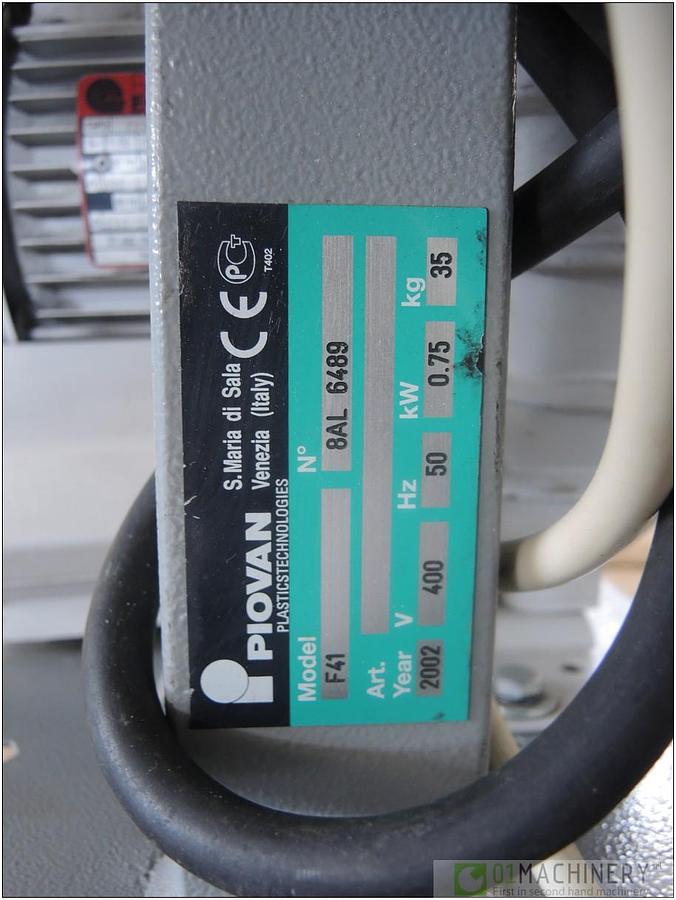 PIOVAN
PLASTICSTECHNOLOGIES
S.Maria di Sala
Venezia (Italy)
CE
PCT
T402
Model N°
F41 8AL 6489
Art.
Year V Hz kW kg
2002 400 50 0.75 35
01MACHINERY
First in second hand machinery